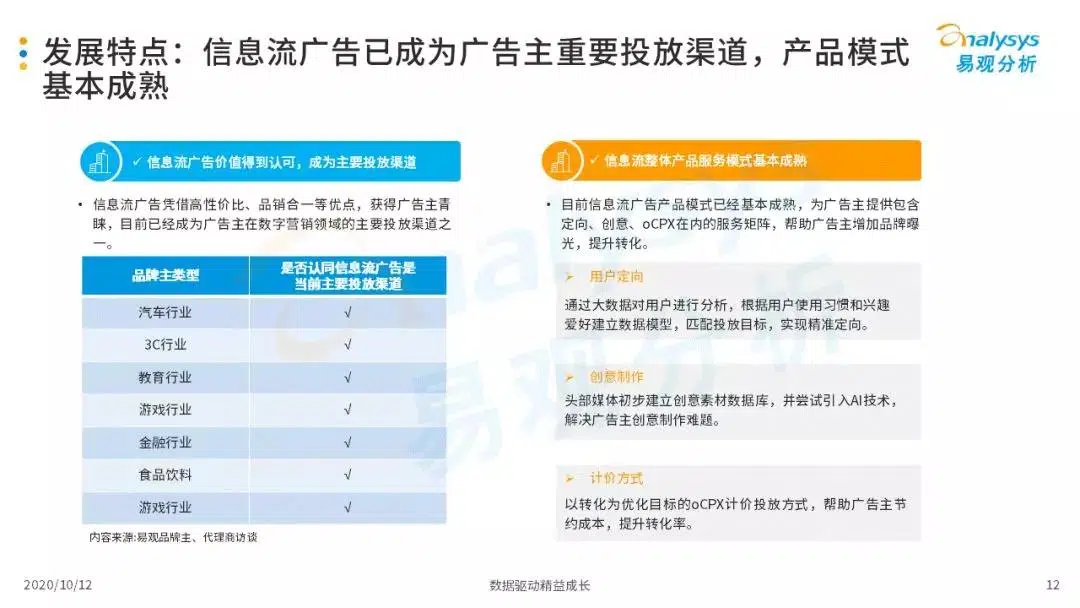 发展特点：信息流广告已成为广告主重要投放渠道，产品模式
基本成熟
analysys
易观分析
✓ 信息流广告价值得到认可，成为主要投放渠道
• 信息流广告凭借高性价比、品销合一等优点，获得广告主青
睐，目前已经成为广告主在数字营销领域的主要投放渠道之
一。
品牌主类型 是否认同信息流广告是
当前主要投放渠道
汽车行业 √
3C行业 √
教育行业 √
游戏行业 √
金融行业 √
食品饮料 √
游戏行业 √
内容来源:易观品牌主、代理商访谈
✓ 信息流整体产品服务模式基本成熟
• 目前信息流广告产品模式已经基本成熟，为广告主提供包含
定向、创意、oCPX在内的服务矩阵，帮助广告主增加品牌曝
光，提升转化。
➢ 用户定向
通过大数据对用户进行分析，根据用户使用习惯和兴趣
爱好建立数据模型，匹配投放目标，实现精准定向。
➢ 创意制作
头部媒体初步建立创意素材数据库，并尝试引入AI技术，
解决广告主创意制作难题。
➢ 计价方式
以转化为优化目标的oCPX计价投放方式，帮助广告主节
约成本，提升转化率。
analysys
易观分析
2020/10/12 数据驱动精益成长 12